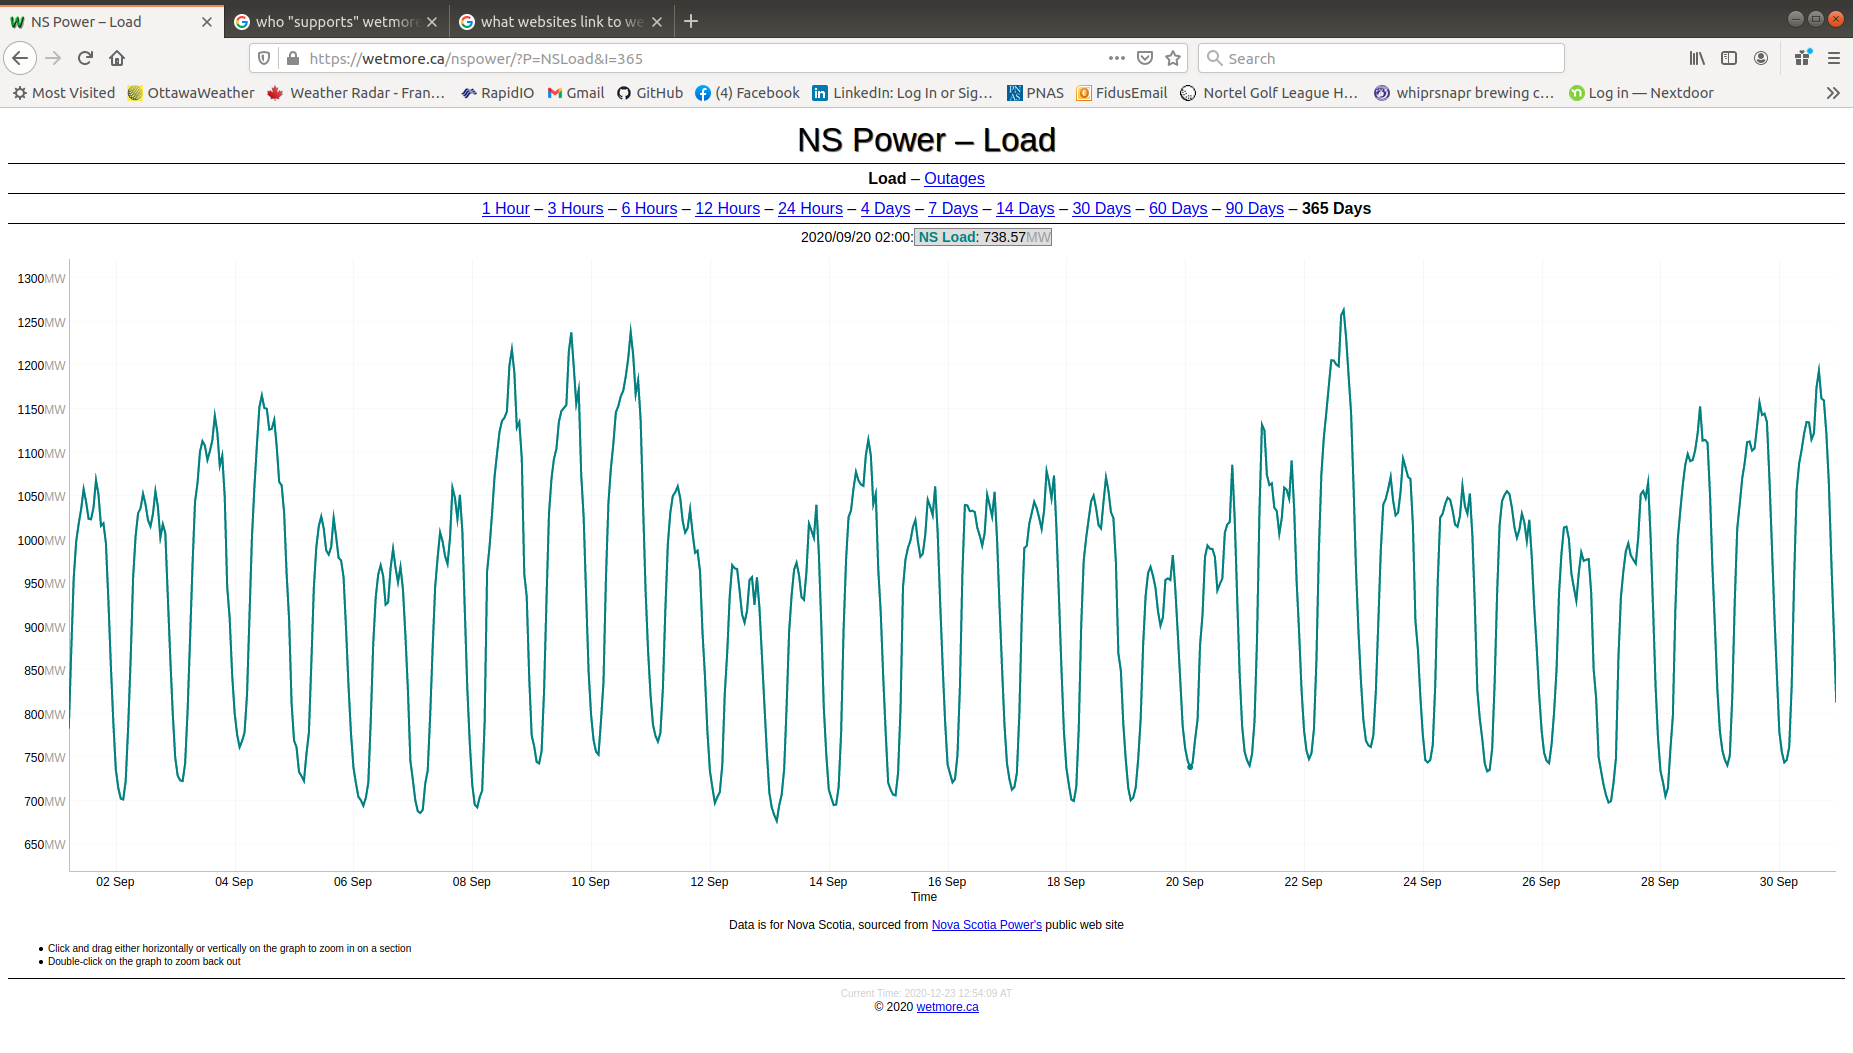 NS Power – Load
who "supports" wetmore
what websites link to we
https://wetmore.ca/nspower/?P=NSLoad&I=365
Search
Most Visited OttawaWeather Weather Radar - Fran… RapidIO Gmail GitHub (4) Facebook LinkedIn: Log In or Sig… PNAS FidusEmail Nortel Golf League H… whiprsnapr brewing c… Log in — Nextdoor
NS Power – Load
Load – Outages
1 Hour – 3 Hours – 6 Hours – 12 Hours – 24 Hours – 4 Days – 7 Days – 14 Days – 30 Days – 60 Days – 90 Days – 365 Days
2020/09/20 02:00: NS Load: 738.57MW
1300MW
1250MW
1200MW
1150MW
1100MW
1050MW
1000MW
950MW
900MW
850MW
800MW
750MW
700MW
650MW
02 Sep 04 Sep 06 Sep 08 Sep 10 Sep 12 Sep 14 Sep 16 Sep 18 Sep 20 Sep 22 Sep 24 Sep 26 Sep 28 Sep 30 Sep
Time
Data is for Nova Scotia, sourced from Nova Scotia Power's public web site
Click and drag either horizontally or vertically on the graph to zoom in on a section
Double-click on the graph to zoom back out
Current Time: 2020-12-23 12:54:09 AT
© 2020 wetmore.ca